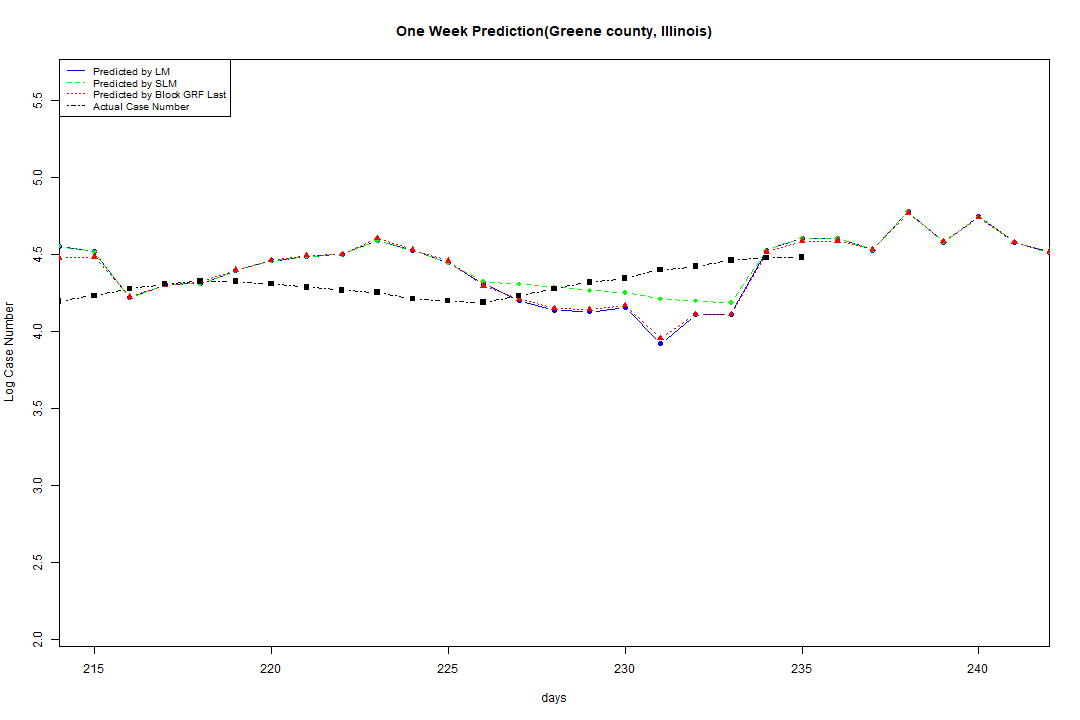 One Week Prediction(Greene county, Illinois)
Predicted by LM
Predicted by SLM
Predicted by Block GRF Last
Actual Case Number
5.5
5.0
4.5
4.0
3.5
3.0
2.5
2.0
Log Case Number
215 220 225 230 235 240
days